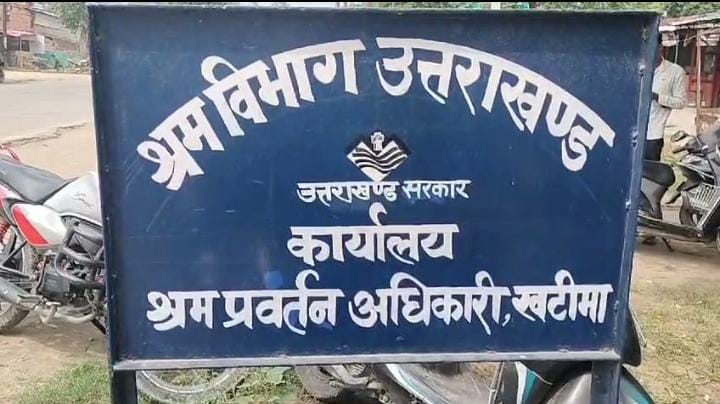 श्रम विभाग उत्तराखण्ड
उत्तराखण्ड सरकार
कार्यालय
श्रम प्रवर्तन अधिकारी, खटीमा